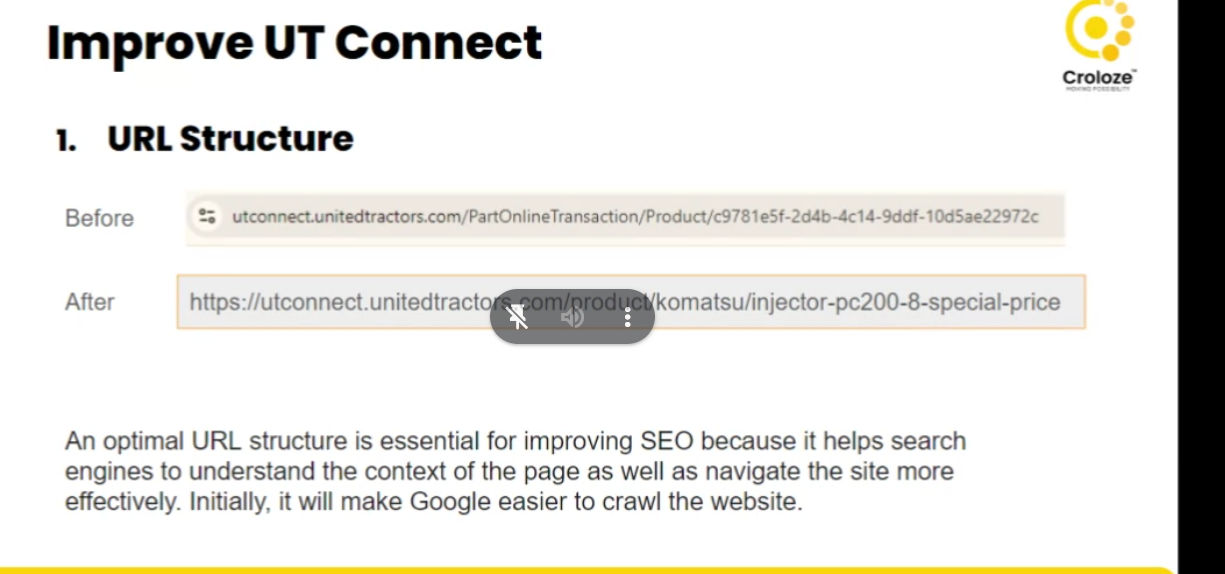 Improve UT Connect
Croloze™
MOVING POSSIBILITY
1. URL Structure
Before
utconnect.unitedtractors.com/PartOnlineTransaction/Product/c9781e5f-2d4b-4c14-9ddf-10d5ae22972c
After
https://utconnect.unitedtractors.com/product/komatsu/injector-pc200-8-special-price
An optimal URL structure is essential for improving SEO because it helps search
engines to understand the context of the page as well as navigate the site more
effectively. Initially, it will make Google easier to crawl the website.